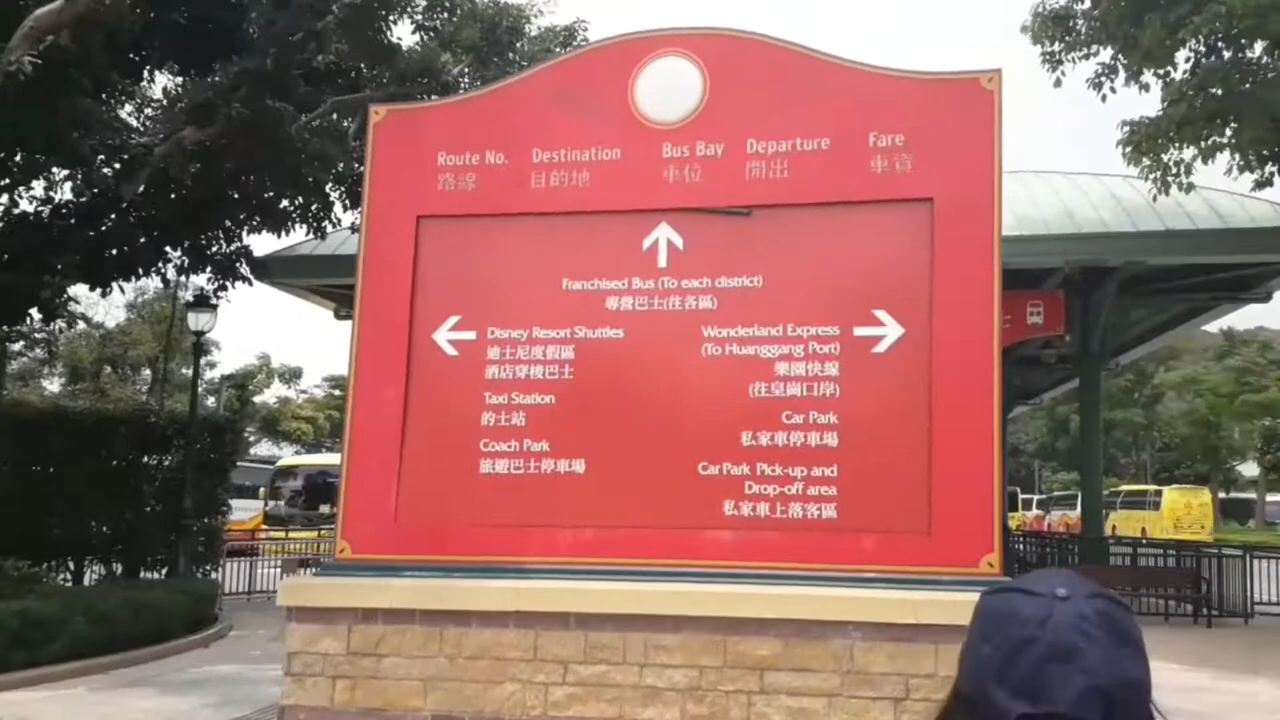 Route No. Destination Bus Bay Departure Fare
路線 目的地 車位 開出 車資
Franchised Bus (To each district)
專營巴士(往各區)
Disney Resort Shuttles
迪士尼度假區
酒店穿梭巴士
Taxi Station
的士站
Coach Park
旅遊巴士停車場
Wonderland Express
(To Huanggang Port)
樂園快線
(往皇崗口岸)
Car Park
私家車停車場
Car Park Pick-up and
Drop-off area
私家車上落客區